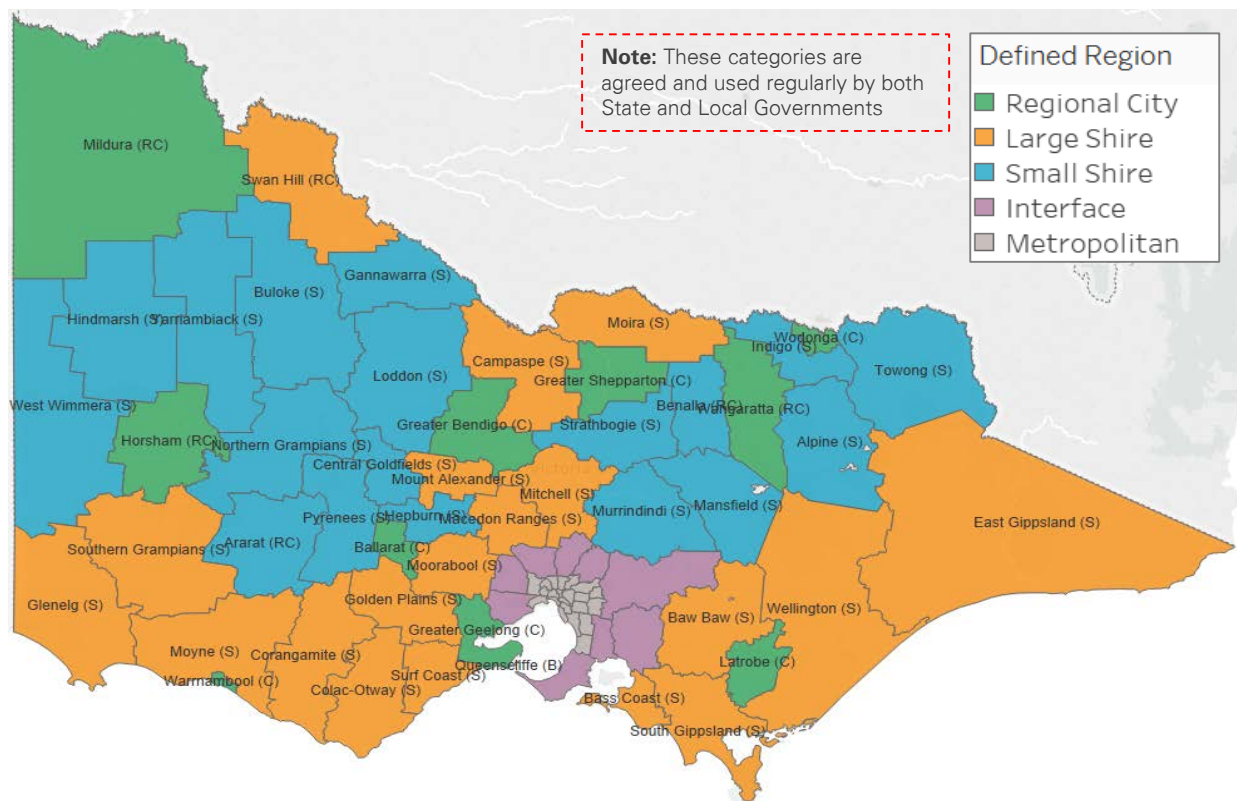 Note: These categories are
agreed and used regularly by both
State and Local Governments
Defined Region
Regional City
Large Shire
Small Shire
Interface
Metropolitan
Mildura (RC)
Swan Hill (RC)
Gannawarra (S)
Buloke (S)
Hindmarsh (S)
Yarriambiack (S)
Moira (S)
Wodonga (C)
Indigo (S)
Campaspe (S)
Towong (S)
Loddon (S)
Greater Shepparton (C)
West Wimmera (S)
Benalla (RC)
Wangaratta (RC)
Greater Bendigo (C)
Strathbogie (S)
Horsham (RC)
Northern Grampians (S)
Alpine (S)
Central Goldfields (S)
Mount Alexander (S)
Mitchell (S)
Mansfield (S)
Murrindindi (S)
Pyrenees (S)
Hepburn (S)
Macedon Ranges (S)
East Gippsland (S)
Southern Grampians (S)
Ararat (RC)
Ballarat (C)
Moorabool (S)
Glenelg (S)
Golden Plains (S)
Wellington (S)
Baw Baw (S)
Greater Geelong (C)
Moyne (S)
Corangamite (S)
Queenscliffe (B)
Latrobe (C)
Surf Coast (S)
Warrnambool (C)
Colac-Otway (S)
Bass Coast (S)
South Gippsland (S)